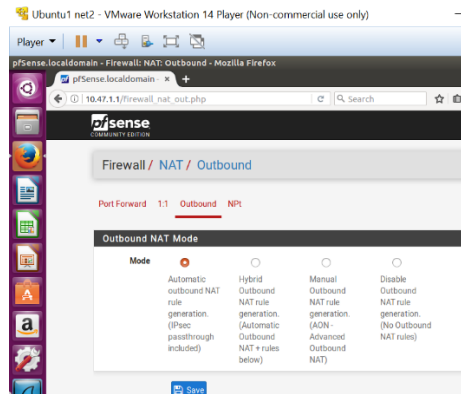 Ubuntu1 net2 - VMware Workstation 14 Player (Non-commercial use only)
Player
pfSense.localdomain - Firewall: NAT: Outbound - Mozilla Firefox
pfSense.localdomain -
10.47.1.1/firewall_nat_out.php
Search
pfsense
COMMUNITY EDITION
Firewall / NAT / Outbound
Port Forward 1:1 Outbound NPt
Outbound NAT Mode
Mode
Automatic Hybrid Manual Disable
outbound NAT Outbound Outbound Outbound
rule NAT rule NAT rule NAT rule
generation. generation. generation. generation.
(IPsec (Automatic (AON - (No Outbound
passthrough Outbound Advanced NAT rules)
included) NAT + rules Outbound
below) NAT)
Save